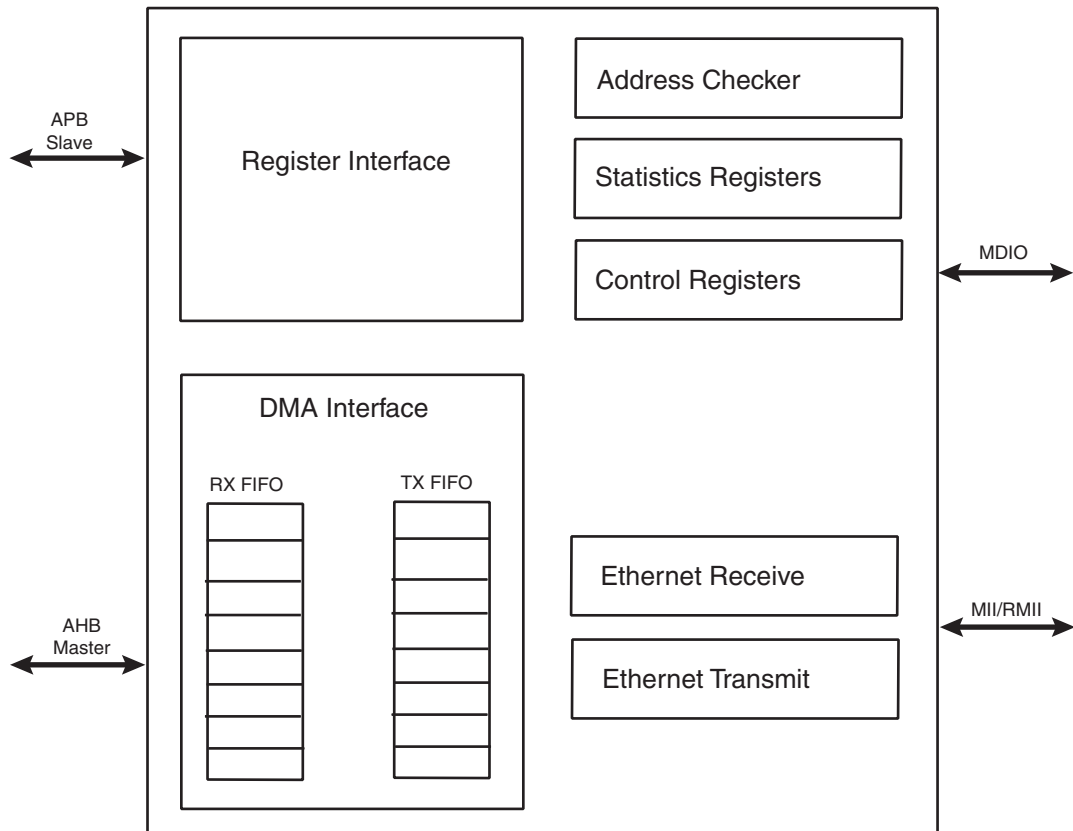 Address Checker
APB
Slave
Register Interface
Statistics Registers
Control Registers
MDIO
DMA Interface
RX FIFO
TX FIFO
Ethernet Receive
MII/RMII
AHB
Master
Ethernet Transmit